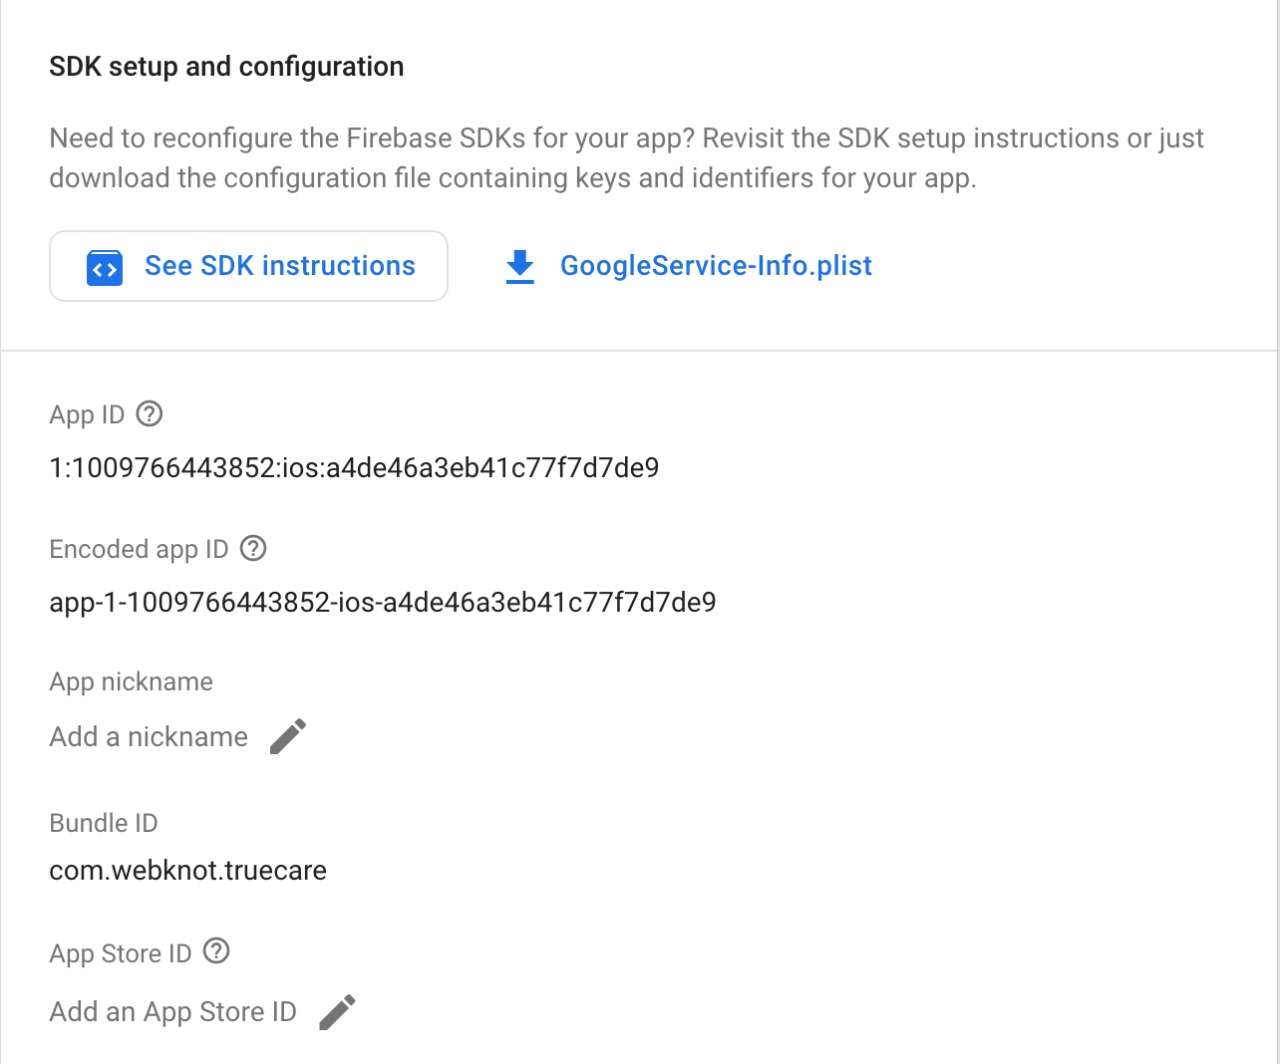 SDK setup and configuration
Need to reconfigure the Firebase SDKs for your app? Revisit the SDK setup instructions or just
download the configuration file containing keys and identifiers for your app.
See SDK instructions
GoogleService-Info.plist
App ID
1:1009766443852:ios:a4de46a3eb41c77f7d7de9
Encoded app ID
app-1-1009766443852-ios-a4de46a3eb41c77f7d7de9
App nickname
Add a nickname
Bundle ID
com.webknot.truecare
App Store ID
Add an App Store ID